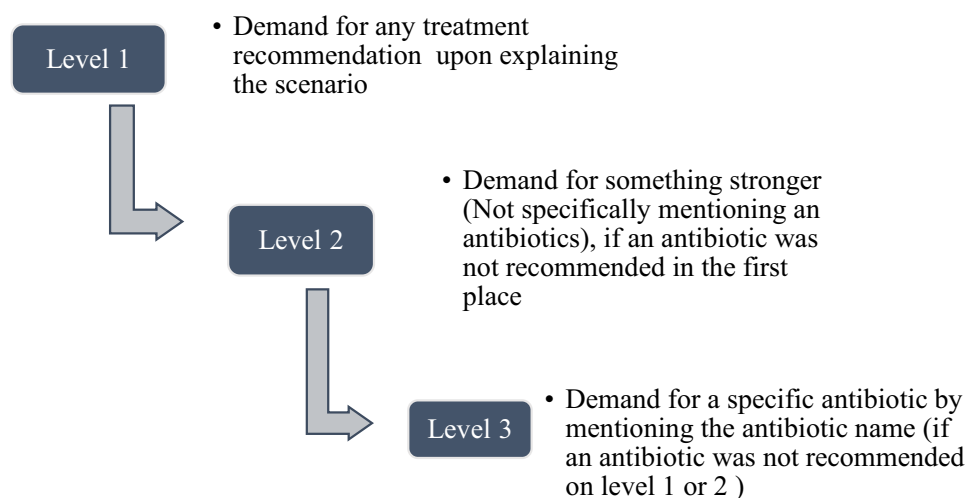 Level 1
• Demand for any treatment
recommendation upon explaining
the scenario
Level 2
• Demand for something stronger
(Not specifically mentioning an
antibiotics), if an antibiotic was
not recommended in the first
place
Level 3
• Demand for a specific antibiotic by
mentioning the antibiotic name (if
an antibiotic was not recommended
on level 1 or 2 )